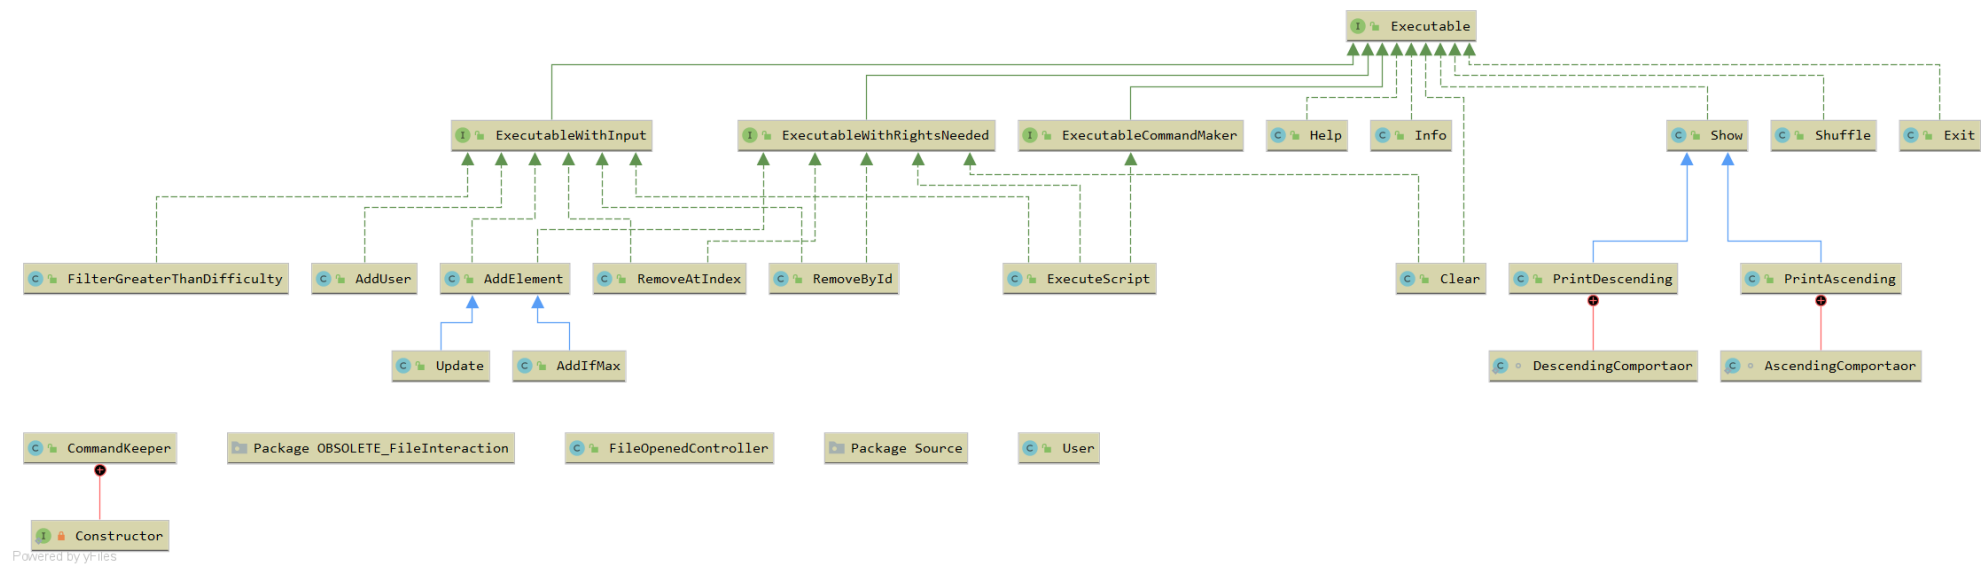 Executable
ExecutableWithInput
ExecutableWithRightsNeeded
ExecutableCommandMaker
Help
Info
Show
Shuffle
Exit
FilterGreaterThanDifficulty
AddUser
AddElement
RemoveAtIndex
RemoveById
ExecuteScript
Clear
PrintDescending
PrintAscending
Update
AddIfMax
DescendingComportaor
AscendingComportaor
CommandKeeper
Package OBSOLETE_FileInteraction
FileOpenedController
Package Source
User
Constructor
Powered by yFiles